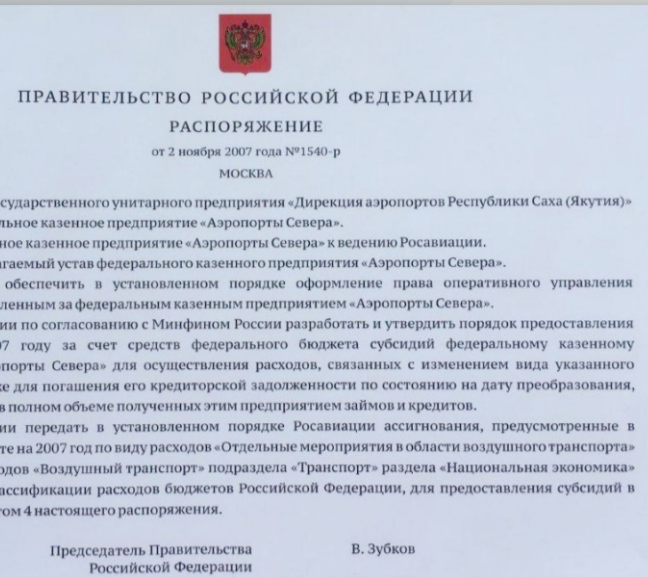 ПРАВИТЕЛЬСТВО РОССИЙСКОЙ ФЕДЕРАЦИИ
РАСПОРЯЖЕНИЕ
от 2 ноября 2007 года №1540-р
МОСКВА
сударственного унитарного предприятия «Дирекция аэропортов Республики Саха (Якутия)»
льное казенное предприятие «Аэропорты Севера».
ное казенное предприятие «Аэропорты Севера» к ведению Росавиации.
агаемый устав федерального казенного предприятия «Аэропорты Севера».
обеспечить в установленном порядке оформление права оперативного управления
ленным за федеральным казенным предприятием «Аэропорты Севера».
ии по согласованию с Минфином России разработать и утвердить порядок предоставления
07 году за счет средств федерального бюджета субсидий федеральному казенному
опорты Севера» для осуществления расходов, связанных с изменением вида указанного
же для погашения его кредиторской задолженности по состоянию на дату преобразования,
в полном объеме полученных этим предприятием займов и кредитов.
ии передать в установленном порядке Росавиации ассигнования, предусмотренные в
те на 2007 год по виду расходов «Отдельные мероприятия в области воздушного транспорта»
одов «Воздушный транспорт» подраздела «Транспорт» раздела «Национальная экономика»
лассификации расходов бюджетов Российской Федерации, для предоставления субсидий в
том 4 настоящего распоряжения.
Председатель Правительства В. Зубков
Российской Федерации